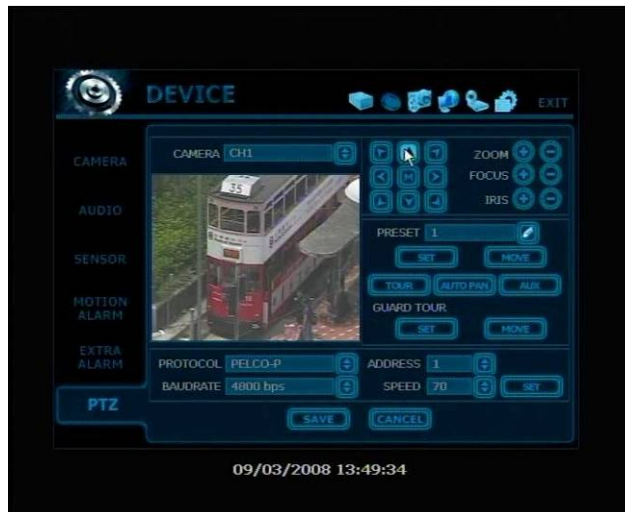 DEVICE
EXIT
CAMERA
AUDIO
SENSOR
MOTION
ALARM
EXTRA
ALARM
PTZ
CAMERA CH1
35
ZOOM
FOCUS
IRIS
PRESET 1
SET MOVE
TOUR AUTO PAN AUX
GUARD TOUR
SET MOVE
PROTOCOL PELCO-P ADDRESS 1
BAUDRATE 4800 bps SPEED 70 SET
SAVE CANCEL
09/03/2008 13:49:34